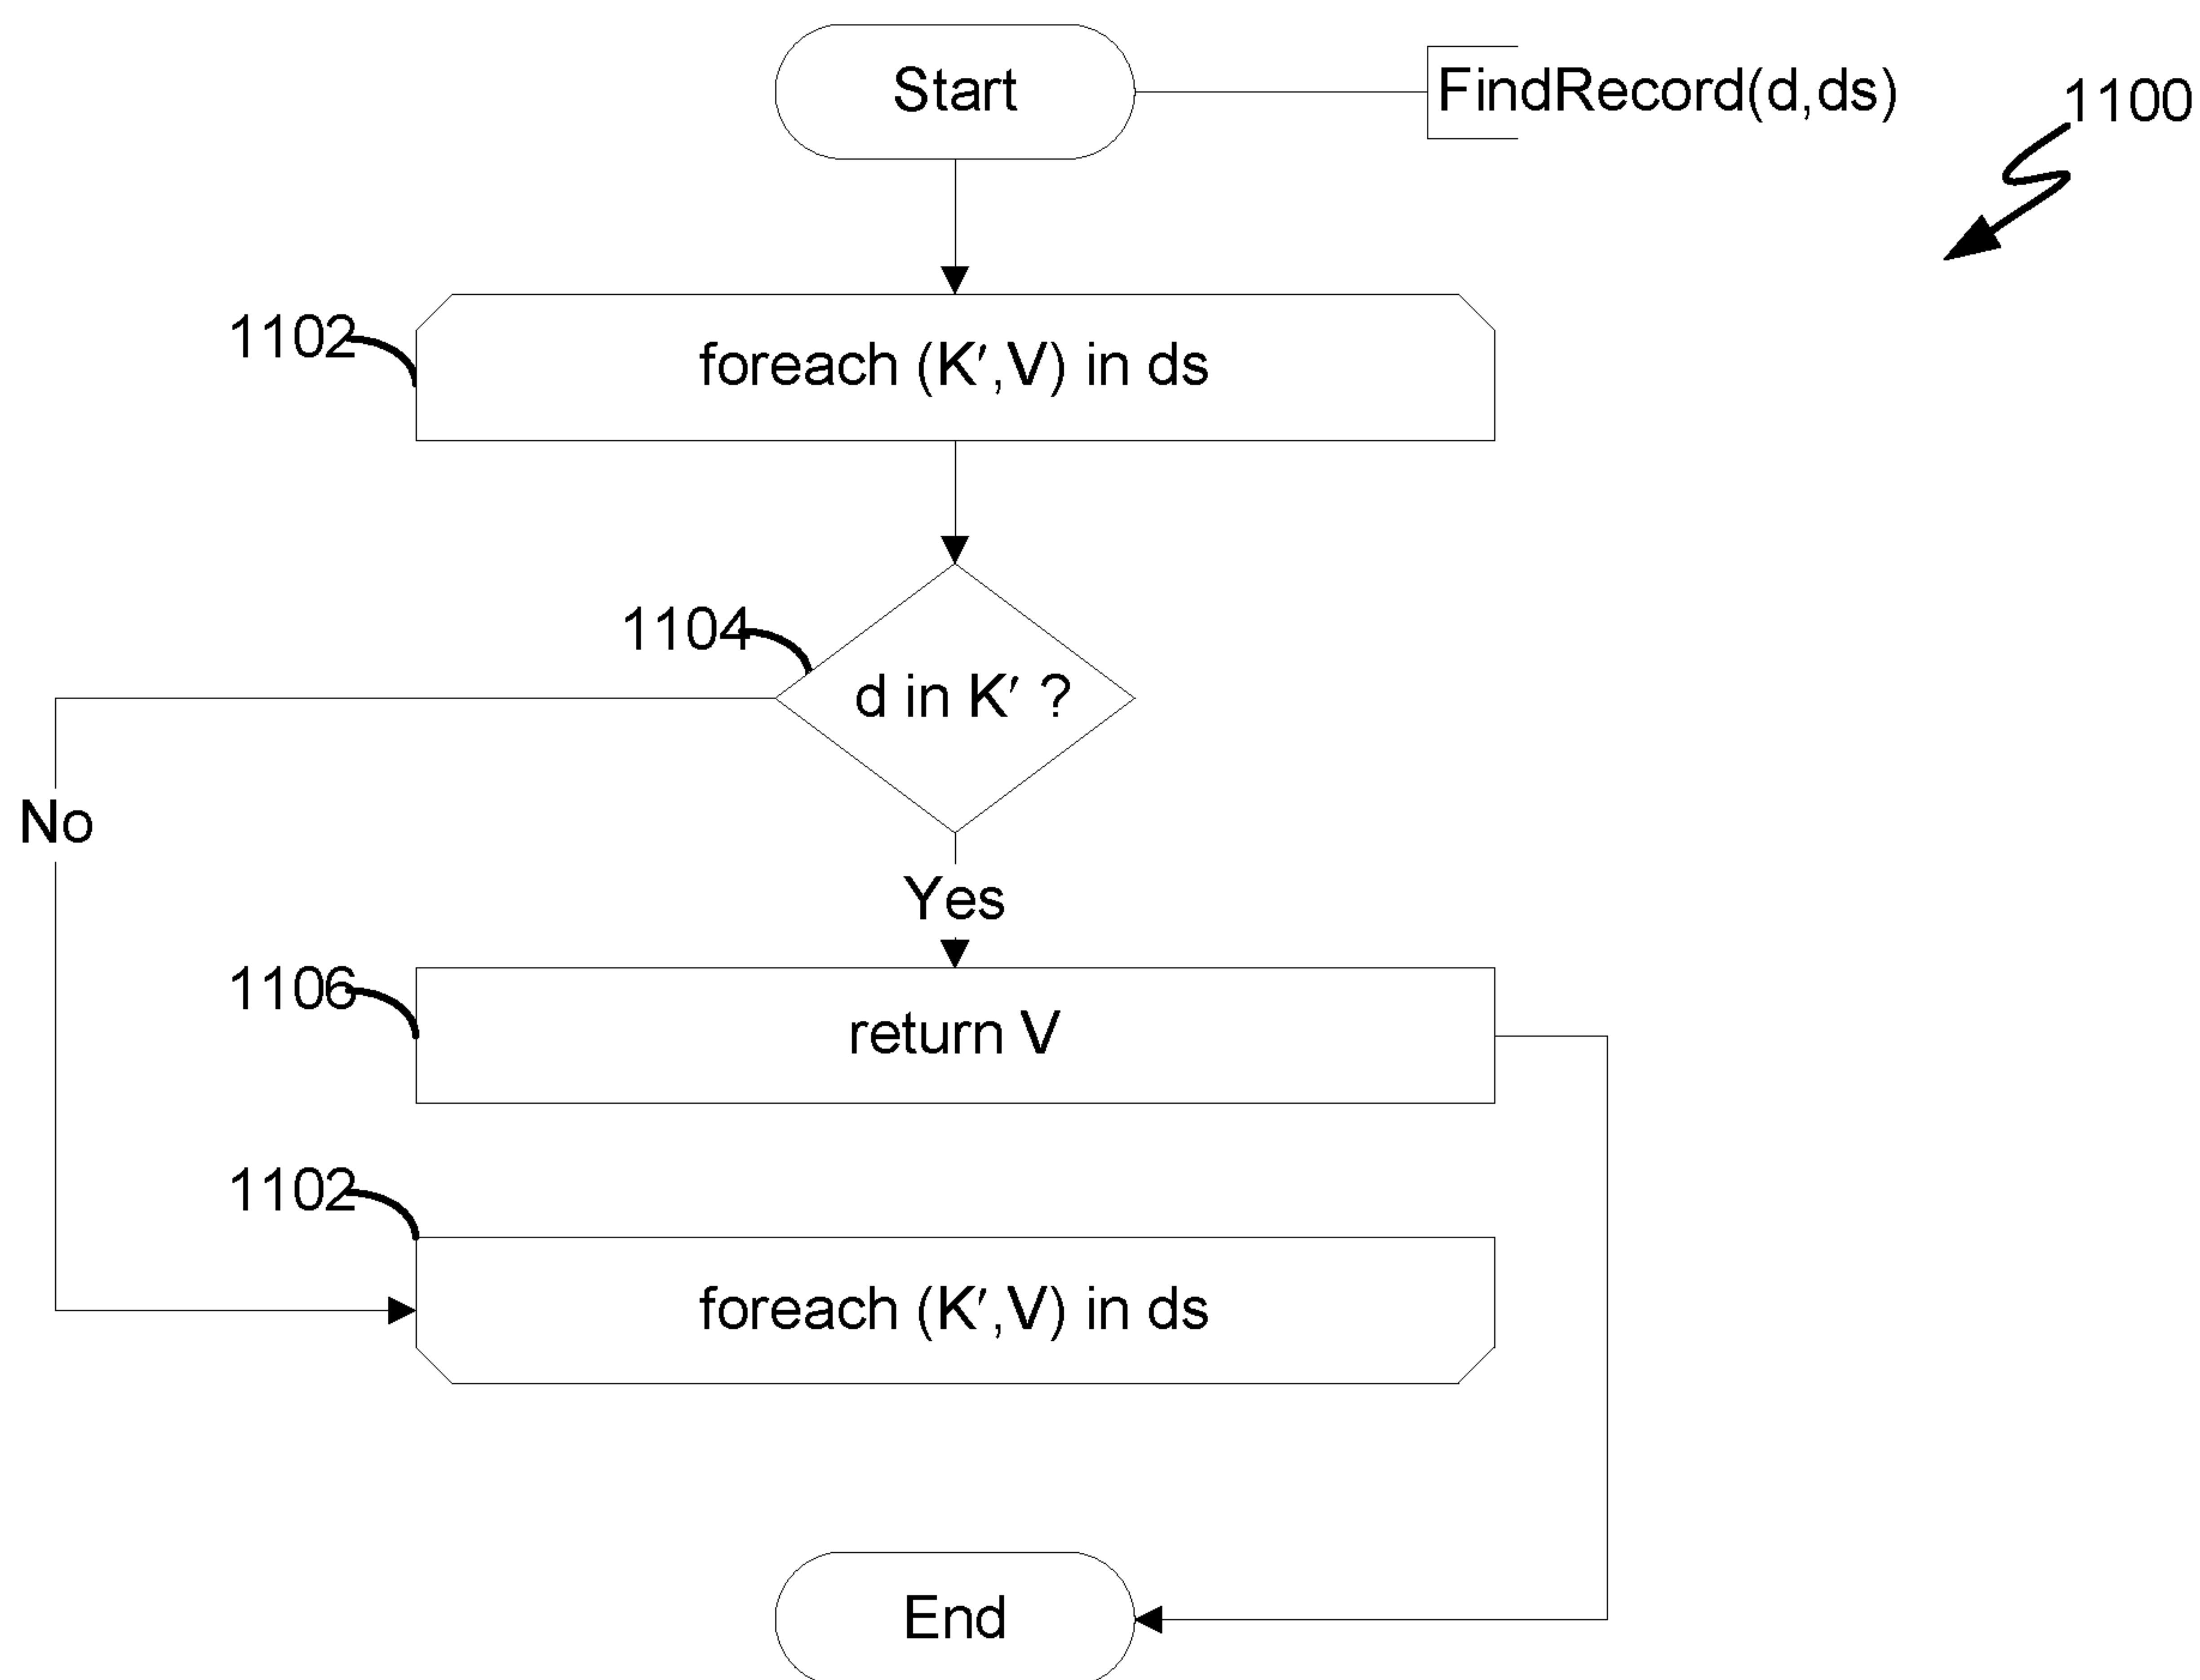 Start
FindRecord(d,ds)
1100
1102
foreach (K′,V) in ds
1104
d in K′ ?
No
Yes
1106
return V
1102
foreach (K′,V) in ds
End